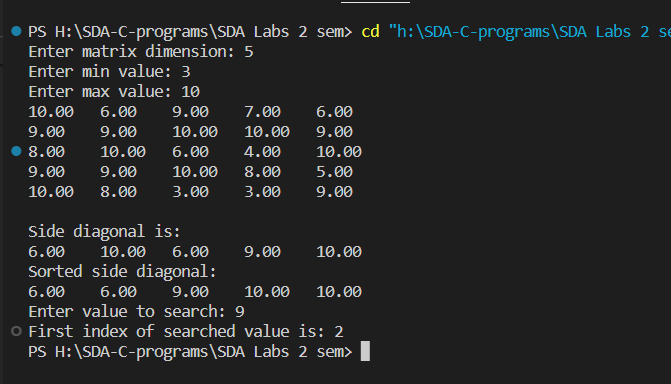 PS H:\SDA-C-programs\SDA Labs 2 sem> cd "h:\SDA-C-programs\SDA Labs 2
Enter matrix dimension: 5
Enter min value: 3
Enter max value: 10
10.00 6.00 9.00 7.00 6.00
9.00 9.00 10.00 10.00 9.00
8.00 10.00 6.00 4.00 10.00
9.00 9.00 10.00 8.00 5.00
10.00 8.00 3.00 3.00 9.00
Side diagonal is:
6.00 10.00 6.00 9.00 10.00
Sorted side diagonal:
6.00 6.00 9.00 10.00 10.00
Enter value to search: 9
First index of searched value is: 2
PS H:\SDA-C-programs\SDA Labs 2 sem>